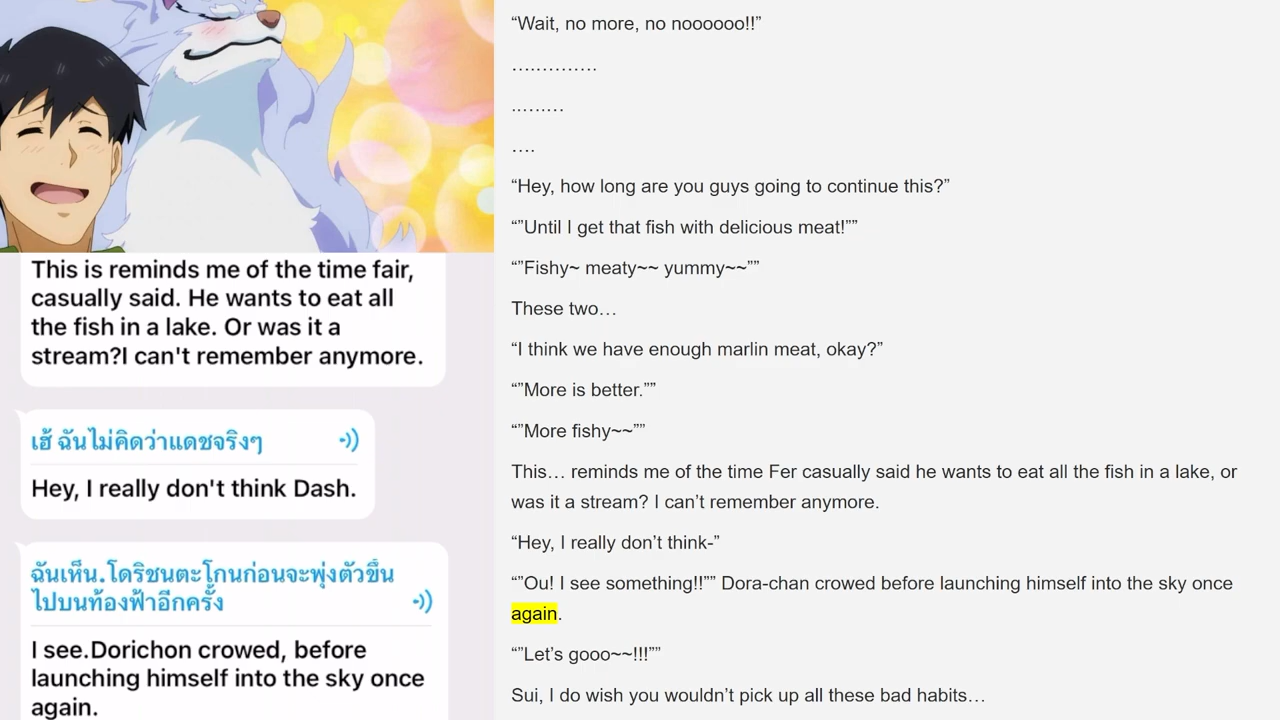 This is reminds me of the time fair,
casually said. He wants to eat all
the fish in a lake. Or was it a
stream?I can't remember anymore.
เฮ้ ฉันไม่คิดว่าแดชจริงๆ
Hey, I really don't think Dash.
ฉันเห็น.โดริชนตะโกนก่อนจะพุ่งตัวขึ้น
ไปบนท้องฟ้าอีกครั้ง
I see.Dorichon crowed, before
launching himself into the sky once
again.
“Wait, no more, no noooooo!!”
………….
………
….
“Hey, how long are you guys going to continue this?”
“”Until I get that fish with delicious meat!””
“”Fishy~ meaty~~ yummy~~””
These two…
“I think we have enough marlin meat, okay?”
“”More is better.””
“”More fishy~~””
This… reminds me of the time Fer casually said he wants to eat all the fish in a lake, or
was it a stream? I can’t remember anymore.
“Hey, I really don’t think-”
“”Ou! I see something!!”” Dora-chan crowed before launching himself into the sky once
again.
“”Let’s gooo~~!!!””
Sui, I do wish you wouldn’t pick up all these bad habits…